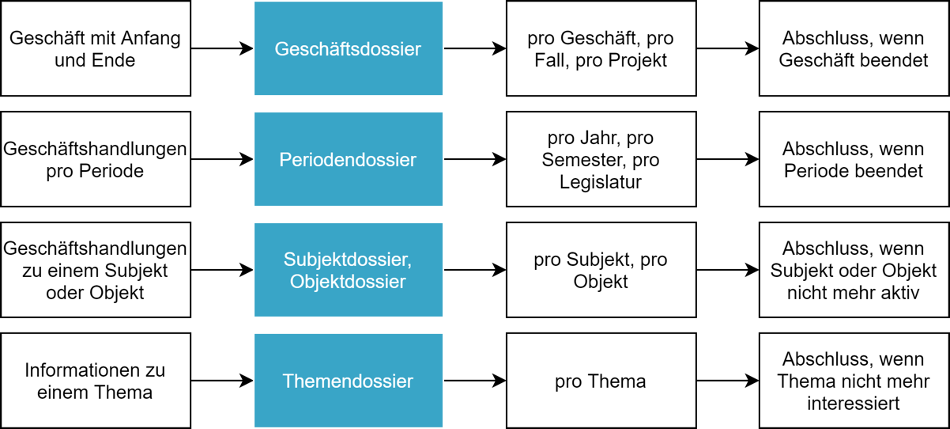 Geschäft mit Anfang
und Ende
Geschäftsdossier
pro Geschäft, pro
Fall, pro Projekt
Abschluss, wenn
Geschäft beendet
Geschäftshandlungen
pro Periode
Periodendossier
pro Jahr, pro
Semester, pro
Legislatur
Abschluss, wenn
Periode beendet
Geschäftshandlungen
zu einem Subjekt
oder Objekt
Subjektdossier,
Objektdossier
pro Subjekt, pro
Objekt
Abschluss, wenn
Subjekt oder Objekt
nicht mehr aktiv
Informationen zu
einem Thema
Themendossier
pro Thema
Abschluss, wenn
Thema nicht mehr
interessiert